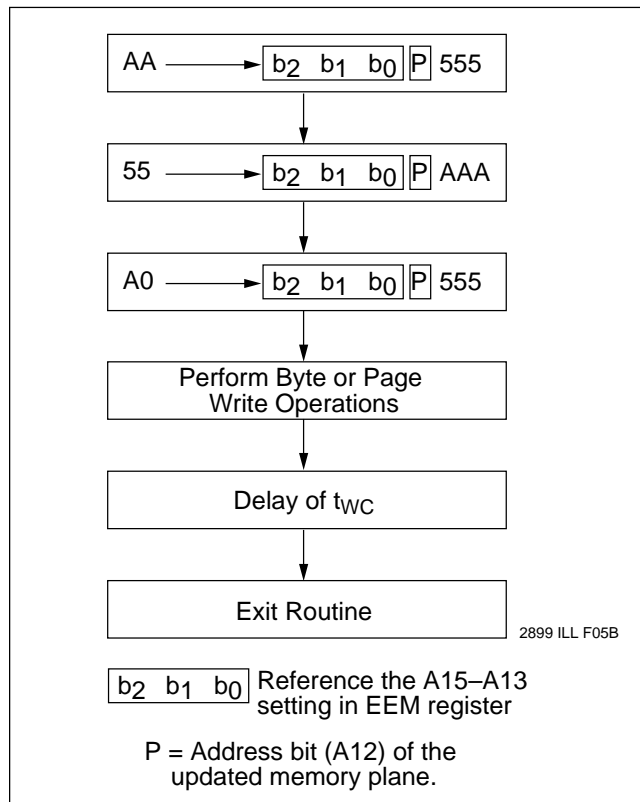 AA b2 b1 b0 P 555
55 b2 b1 b0 P AAA
A0 b2 b1 b0 P 555
Perform Byte or Page
Write Operations
Delay of tWC
Exit Routine
2899 ILL F05B
b2 b1 b0 Reference the A15–A13
setting in EEM register
P = Address bit (A12) of the
updated memory plane.